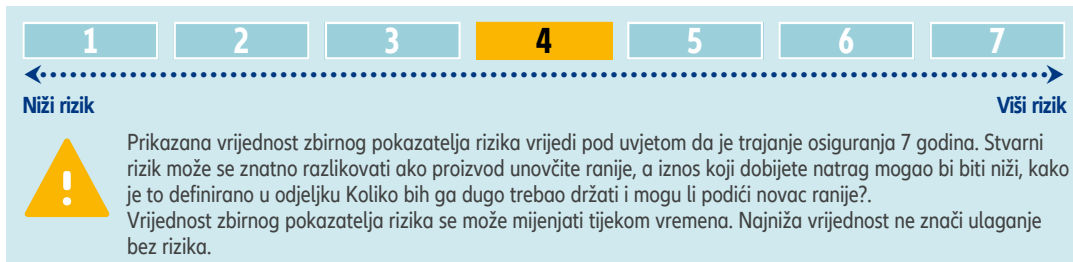 1 2 3 4 5 6 7
Niži rizik Viši rizik
Prikazana vrijednost zbirnog pokazatelja rizika vrijedi pod uvjetom da je trajanje osiguranja 7 godina. Stvarni
rizik može se znatno razlikovati ako proizvod unovčite ranije, a iznos koji dobijete natrag mogao bi biti niži, kako
je to definirano u odjeljku Koliko bih ga dugo trebao držati i mogu li podići novac ranije?.
Vrijednost zbirnog pokazatelja rizika se može mijenjati tijekom vremena. Najniža vrijednost ne znači ulaganje
bez rizika.